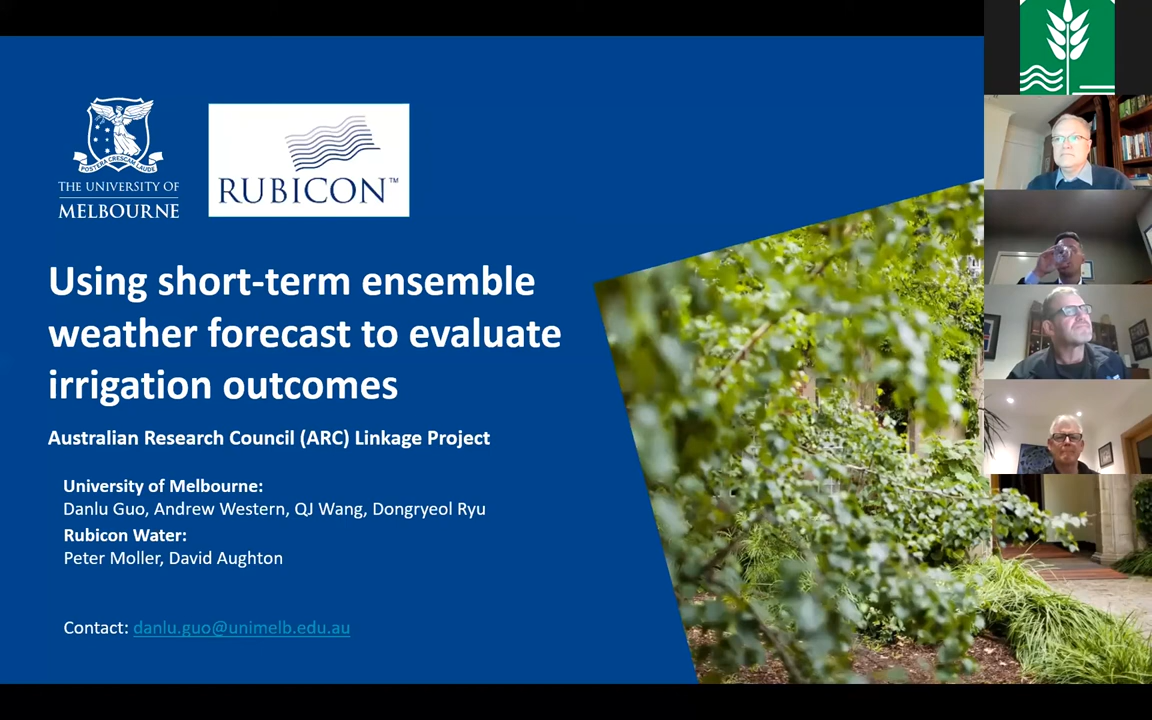 POSTERA CRESCAM LAUDE
THE UNIVERSITY OF
MELBOURNE
RUBICON™
Using short-term ensemble
weather forecast to evaluate
irrigation outcomes
Australian Research Council (ARC) Linkage Project
University of Melbourne:
Danlu Guo, Andrew Western, QJ Wang, Dongryeol Ryu
Rubicon Water:
Peter Moller, David Aughton
Contact: danlu.guo@unimelb.edu.au